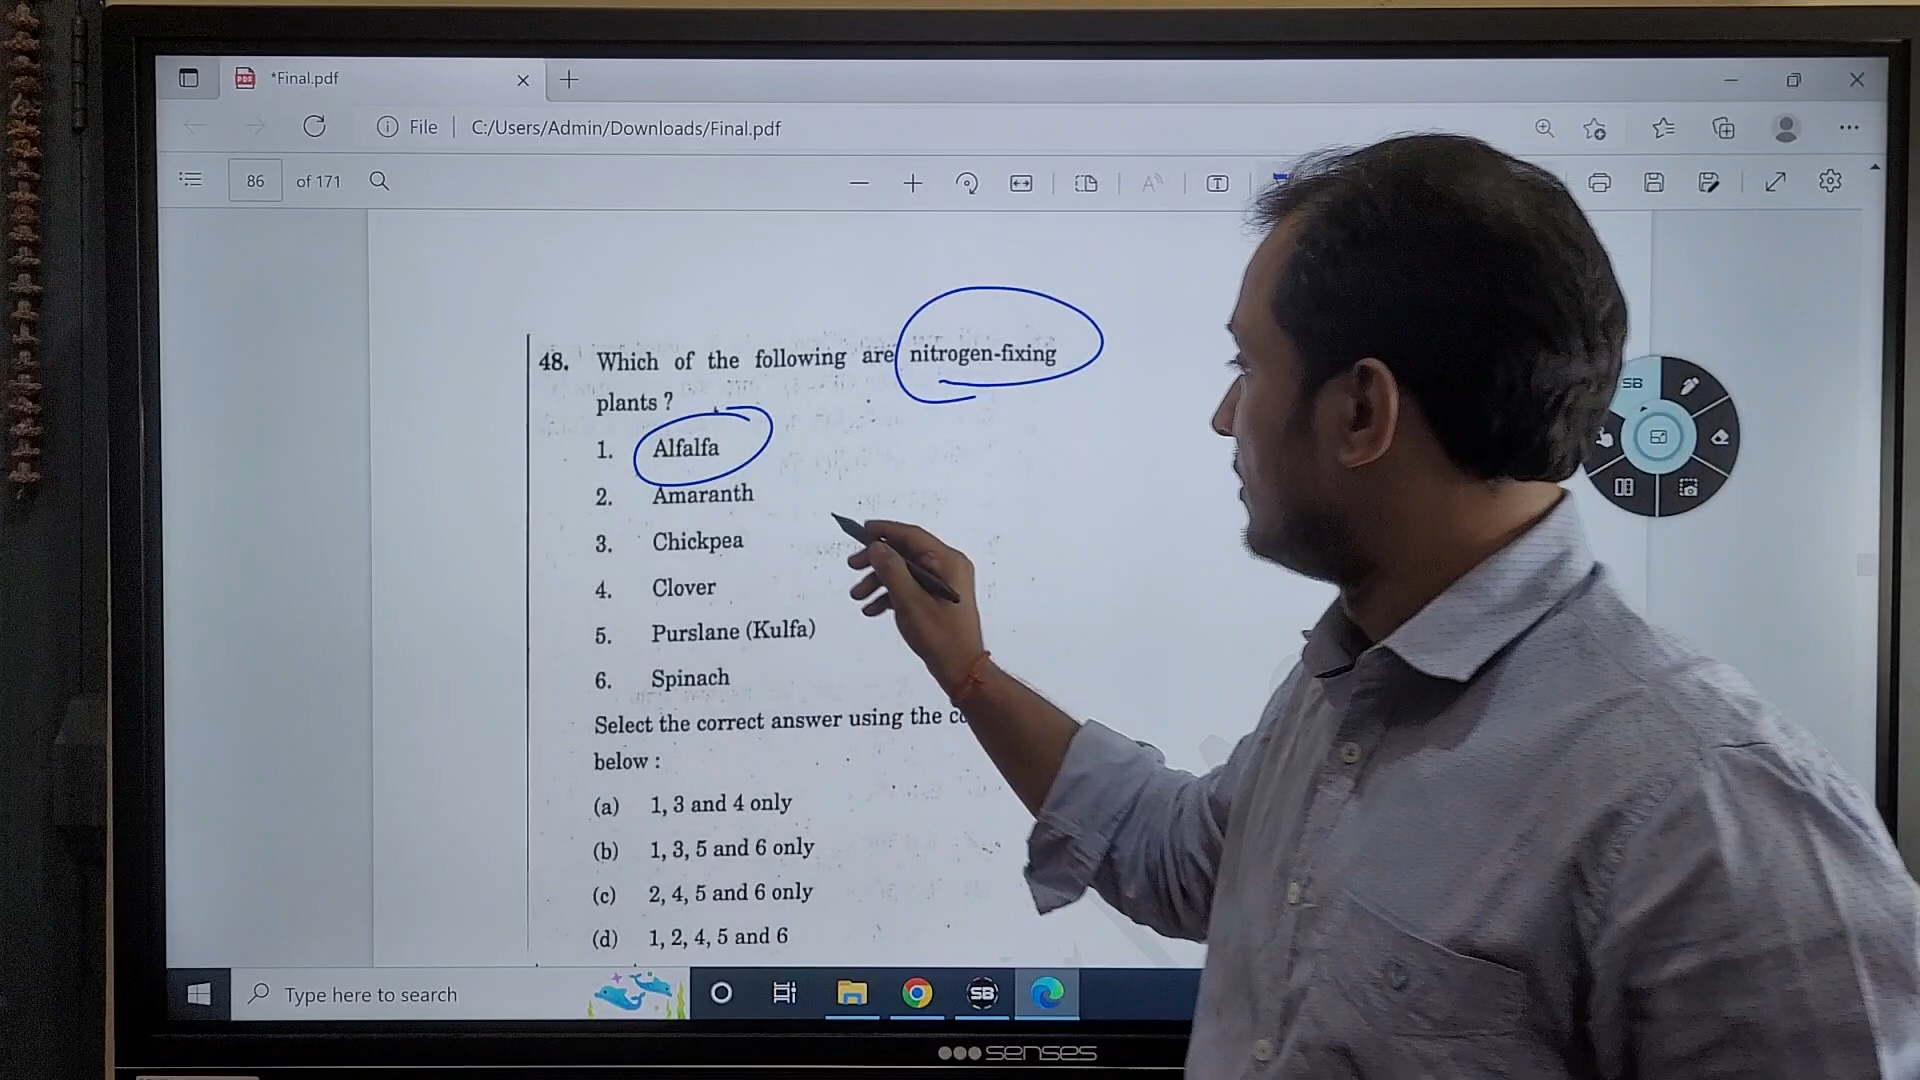 *Final.pdf
File
C:/Users/Admin/Downloads/Final.pdf
86 of 171
48. Which of the following are nitrogen-fixing
plants ?
1. Alfalfa
2. Amaranth
3. Chickpea
4. Clover
5. Purslane (Kulfa)
6. Spinach
Select the correct answer using the
below :
(a) 1, 3 and 4 only
(b) 1, 3, 5 and 6 only
(c) 2, 4, 5 and 6 only
(d) 1, 2, 4, 5 and 6
SB
Type here to search
SB
senses